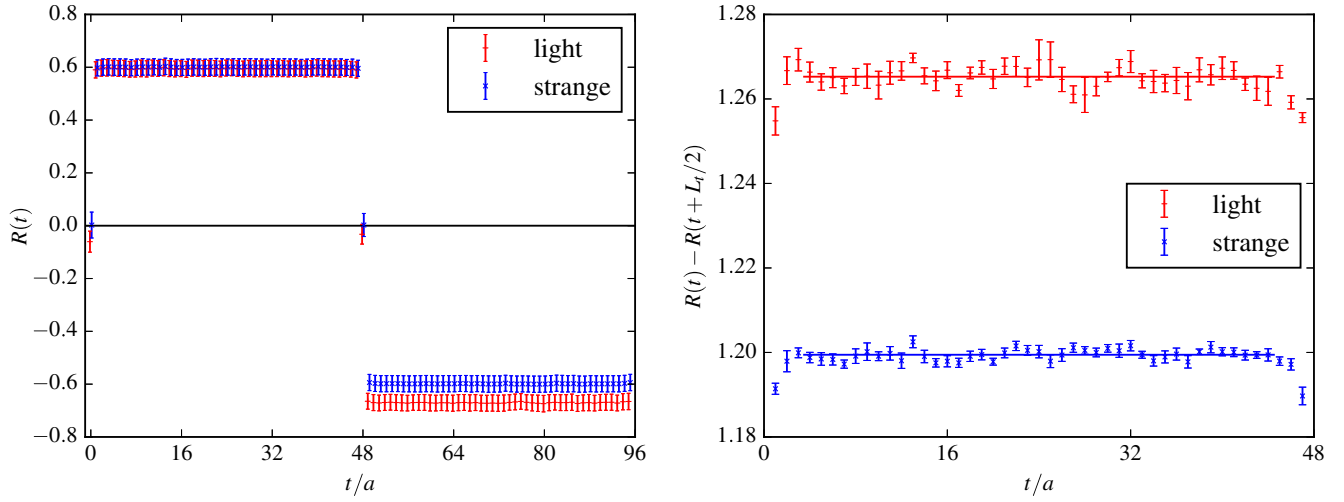 0.8
0.6
0.4
0.2
0.0
−0.2
−0.4
−0.6
−0.8
R(t)
light
strange
0 16 32 48 64 80 96
t/a
1.28
1.26
1.24
1.22
1.20
1.18
R(t) − R(t + L_t/2)
light
strange
0 16 32 48
t/a